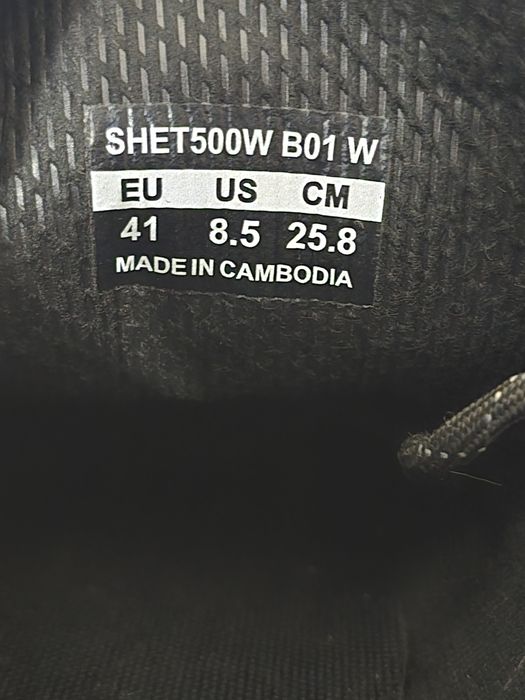 SHET500W B01 W
EU US CM
41 8.5 25.8
MADE IN CAMBODIA